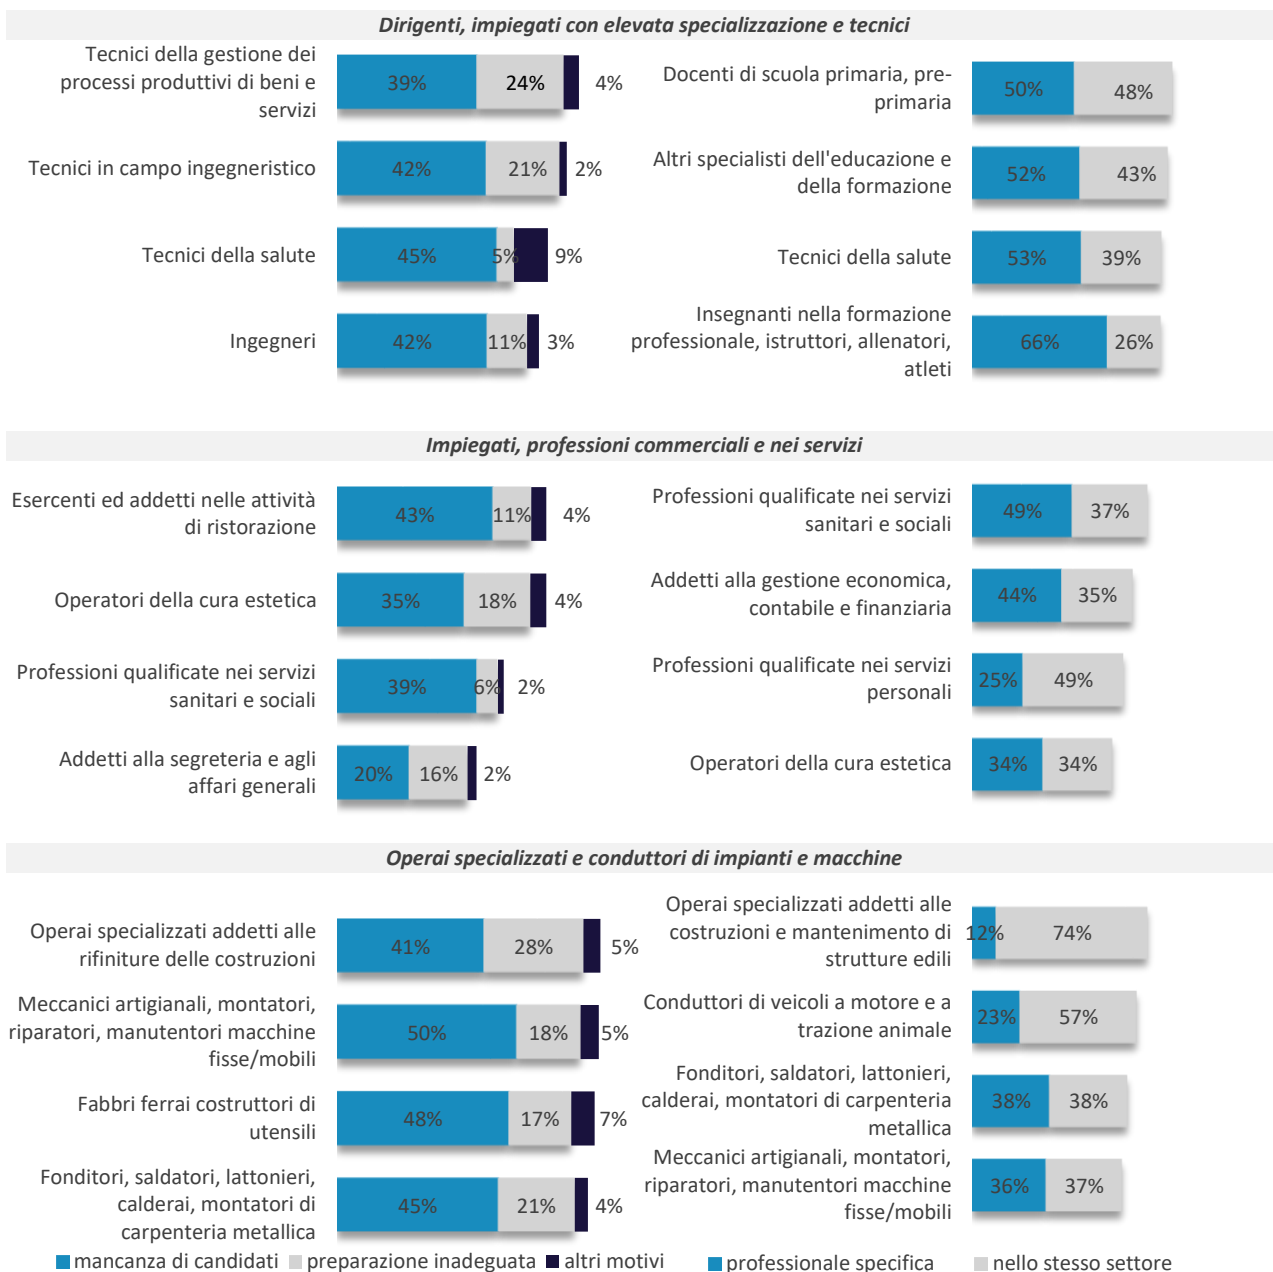 Dirigenti, impiegati con elevata specializzazione e tecnici
Tecnici della gestione dei
processi produttivi di beni e
servizi
39% 24% 4%
Tecnici in campo ingegneristico
42% 21% 2%
Tecnici della salute
45% 5% 9%
Ingegneri
42% 11% 3%
Docenti di scuola primaria, pre-
primaria
50% 48%
Altri specialisti dell'educazione e
della formazione
52% 43%
Tecnici della salute
53% 39%
Insegnanti nella formazione
professionale, istruttori, allenatori,
atleti
66% 26%
Impiegati, professioni commerciali e nei servizi
Esercenti ed addetti nelle attività
di ristorazione
43% 11% 4%
Operatori della cura estetica
35% 18% 4%
Professioni qualificate nei servizi
sanitari e sociali
39% 6% 2%
Addetti alla segreteria e agli
affari generali
20% 16% 2%
Professioni qualificate nei servizi
sanitari e sociali
49% 37%
Addetti alla gestione economica,
contabile e finanziaria
44% 35%
Professioni qualificate nei servizi
personali
25% 49%
Operatori della cura estetica
34% 34%
Operai specializzati e conduttori di impianti e macchine
Operai specializzati addetti alle
rifiniture delle costruzioni
41% 28% 5%
Meccanici artigianali, montatori,
riparatori, manutentori macchine
fisse/mobili
50% 18% 5%
Fabbri ferrai costruttori di
utensili
48% 17% 7%
Fonditori, saldatori, lattonieri,
calderai, montatori di
carpenteria metallica
45% 21% 4%
mancanza di candidati preparazione inadeguata altri motivi
Operai specializzati addetti alle
costruzioni e mantenimento di
strutture edili
12% 74%
Conduttori di veicoli a motore e a
trazione animale
23% 57%
Fonditori, saldatori, lattonieri,
calderai, montatori di carpenteria
metallica
38% 38%
Meccanici artigianali, montatori,
riparatori, manutentori macchine
fisse/mobili
36% 37%
professionale specifica nello stesso settore